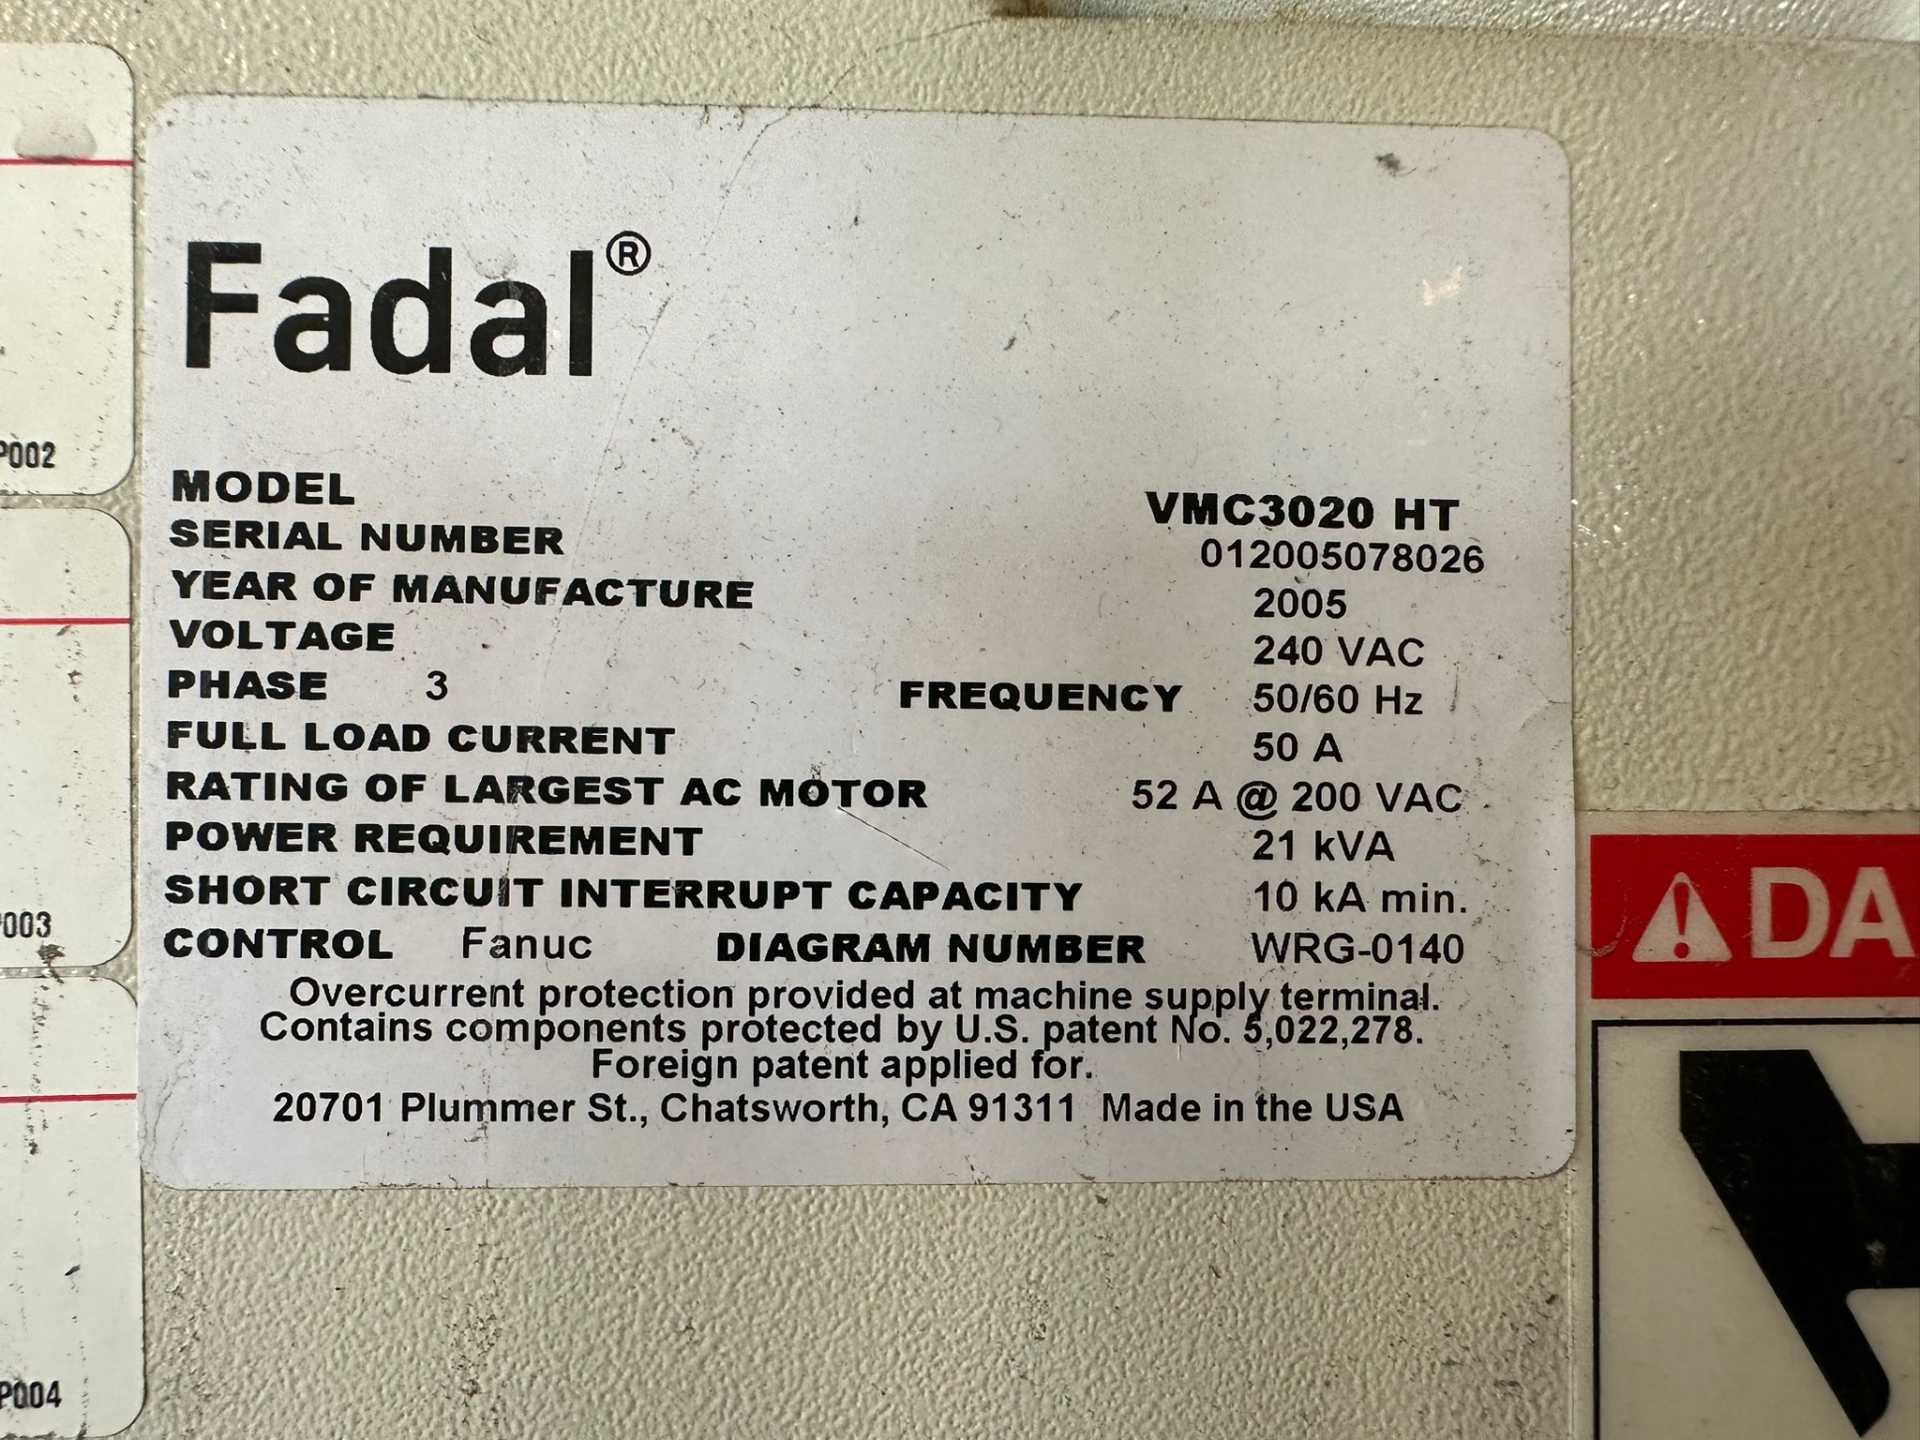 Fadal®
MODEL VMC3020 HT
SERIAL NUMBER 012005078026
YEAR OF MANUFACTURE 2005
VOLTAGE 240 VAC
PHASE 3 FREQUENCY 50/60 Hz
FULL LOAD CURRENT 50 A
RATING OF LARGEST AC MOTOR 52 A @ 200 VAC
POWER REQUIREMENT 21 kVA
SHORT CIRCUIT INTERRUPT CAPACITY 10 kA min.
CONTROL Fanuc DIAGRAM NUMBER WRG-0140
Overcurrent protection provided at machine supply terminal.
Contains components protected by U.S. patent No. 5,022,278.
Foreign patent applied for.
20701 Plummer St., Chatsworth, CA 91311 Made in the USA
P002
P003
P004
DA